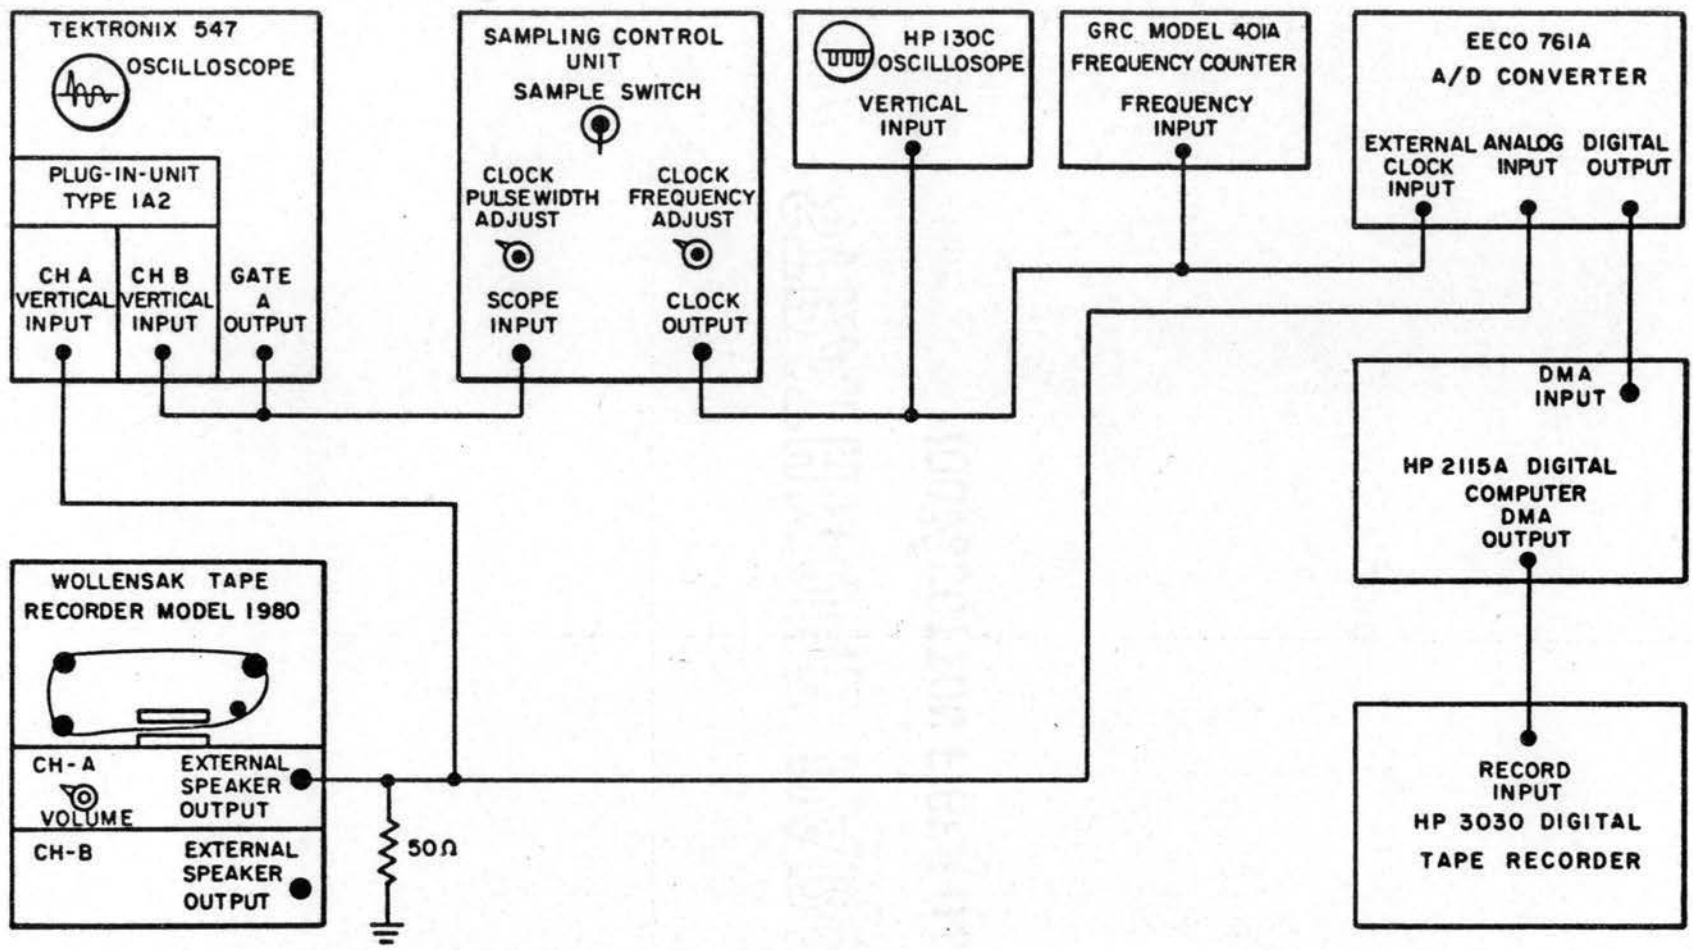 TEKTRONIX 547
OSCILLOSCOPE
PLUG-IN-UNIT
TYPE 1A2
CH A
VERTICAL
INPUT
CH B
VERTICAL
INPUT
GATE
A
OUTPUT
SAMPLING CONTROL
UNIT
SAMPLE SWITCH
CLOCK
PULSEWIDTH
ADJUST
CLOCK
FREQUENCY
ADJUST
SCOPE
INPUT
CLOCK
OUTPUT
HP 130C
OSCILLOSOPE
VERTICAL
INPUT
GRC MODEL 401A
FREQUENCY COUNTER
FREQUENCY
INPUT
EECO 761A
A/D CONVERTER
EXTERNAL
CLOCK
INPUT
ANALOG
INPUT
DIGITAL
OUTPUT
DMA
INPUT
HP 2115A DIGITAL
COMPUTER
DMA
OUTPUT
WOLLENSAK TAPE
RECORDER MODEL 1980
CH-A
VOLUME
EXTERNAL
SPEAKER
OUTPUT
CH-B
EXTERNAL
SPEAKER
OUTPUT
50Ω
RECORD
INPUT
HP 3030 DIGITAL
TAPE RECORDER